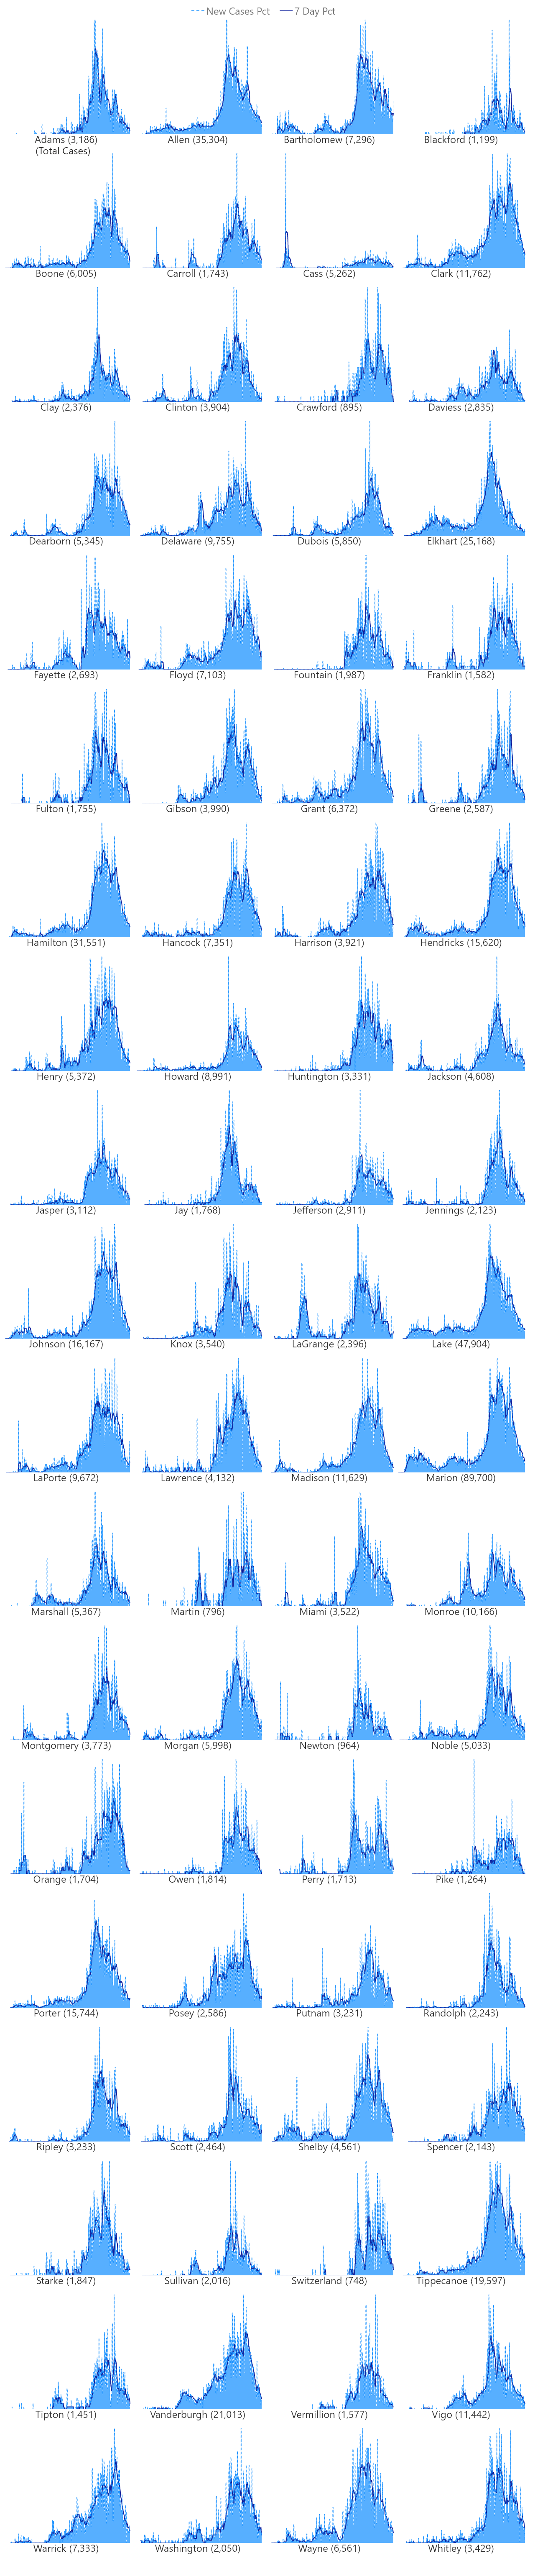 New Cases Pct 7 Day Pct
Adams (3,186) Allen (35,304) Bartholomew (7,296) Blackford (1,199)
(Total Cases)
Boone (6,005) Carroll (1,743) Cass (5,262) Clark (11,762)
Clay (2,376) Clinton (3,904) Crawford (895) Daviess (2,835)
Dearborn (5,345) Delaware (9,755) Dubois (5,850) Elkhart (25,168)
Fayette (2,693) Floyd (7,103) Fountain (1,987) Franklin (1,582)
Fulton (1,755) Gibson (3,990) Grant (6,372) Greene (2,587)
Hamilton (31,551) Hancock (7,351) Harrison (3,921) Hendricks (15,620)
Henry (5,372) Howard (8,991) Huntington (3,331) Jackson (4,608)
Jasper (3,112) Jay (1,768) Jefferson (2,911) Jennings (2,123)
Johnson (16,167) Knox (3,540) LaGrange (2,396) Lake (47,904)
LaPorte (9,672) Lawrence (4,132) Madison (11,629) Marion (89,700)
Marshall (5,367) Martin (796) Miami (3,522) Monroe (10,166)
Montgomery (3,773) Morgan (5,998) Newton (964) Noble (5,033)
Orange (1,704) Owen (1,814) Perry (1,713) Pike (1,264)
Porter (15,744) Posey (2,586) Putnam (3,231) Randolph (2,243)
Ripley (3,233) Scott (2,464) Shelby (4,561) Spencer (2,143)
Starke (1,847) Sullivan (2,016) Switzerland (748) Tippecanoe (19,597)
Tipton (1,451) Vanderburgh (21,013) Vermillion (1,577) Vigo (11,442)
Warrick (7,333) Washington (2,050) Wayne (6,561) Whitley (3,429)